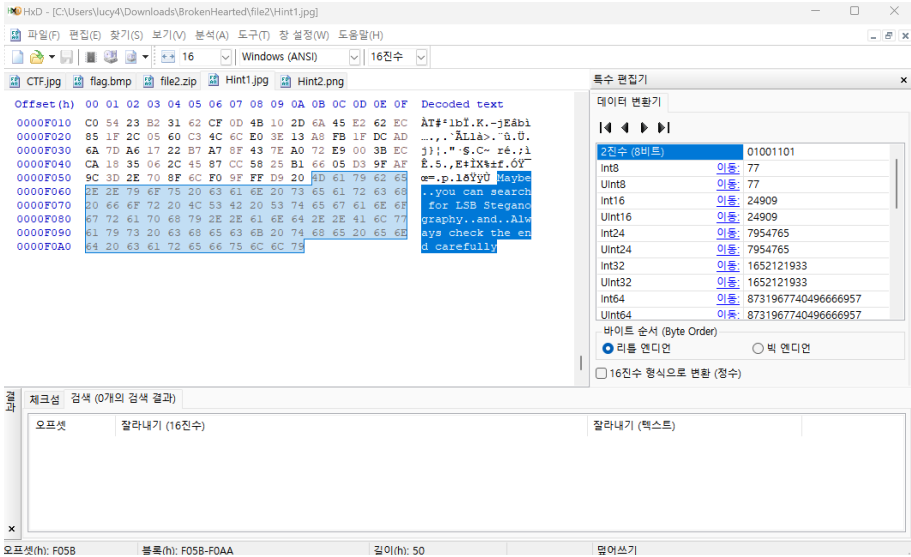 HxD - [C:\Users\lucy4\Downloads\BrokenHearted\file2\Hint1.jpg]
파일(F) 편집(E) 찾기(S) 보기(V) 분석(A) 도구(T) 창 설정(W) 도움말(H)
16 Windows (ANSI) 16진수
CTF.jpg flag.bmp file2.zip Hint1.jpg Hint2.png
특수 편집기
데이터 변환기
Offset(h) 00 01 02 03 04 05 06 07 08 09 0A 0B 0C 0D 0E 0F Decoded text
0000F010 C0 54 23 B2 31 62 CF 0D 4B 10 2D 6A 45 E2 62 EC ÀT#²1bÏ.K.-jEâbì
0000F020 85 1F 2C 05 60 C3 4C 6C E0 3E 13 A8 FB 1F DC AD ….,.`ÃLlà>.¨û.Ü.
0000F030 6A 7D A6 17 22 B7 A7 8F 43 7E A0 72 E9 00 3B EC j}¦."·§.C~ ré.;ì
0000F040 CA 18 35 06 2C 45 87 CC 58 25 B1 66 05 D3 9F AF Ê.5.,E‡ÌX%±f.ÓŸ¯
0000F050 9C 3D 2E 70 8F 6C F0 9F FF D9 20 4D 61 79 62 65 œ=.p.lðŸÿÙ Maybe
0000F060 2E 2E 79 6F 75 20 63 61 6E 20 73 65 61 72 63 68 ..you can search
0000F070 20 66 6F 72 20 4C 53 42 20 53 74 65 67 61 6E 6F for LSB Stegano
0000F080 67 72 61 70 68 79 2E 2E 61 6E 64 2E 2E 41 6C 77 graphy..and..Alw
0000F090 61 79 73 20 63 68 65 63 6B 20 74 68 65 20 65 6E ays check the en
0000F0A0 64 20 63 61 72 65 66 75 6C 6C 79 d carefully
2진수 (8비트) 01001101
Int8 이동: 77
UInt8 이동: 77
Int16 이동: 24909
UInt16 이동: 24909
Int24 이동: 7954765
UInt24 이동: 7954765
Int32 이동: 1652121933
UInt32 이동: 1652121933
Int64 이동: 8731967740496666957
UInt64 이동: 8731967740496666957
바이트 순서 (Byte Order)
리틀 엔디언 빅 엔디언
16진수 형식으로 변환 (정수)
결과
체크섬 검색 (0개의 검색 결과)
오프셋 잘라내기 (16진수) 잘라내기 (텍스트)
오프셋(h): F05B 블록(h): F05B-F0AA 길이(h): 50 덮어쓰기